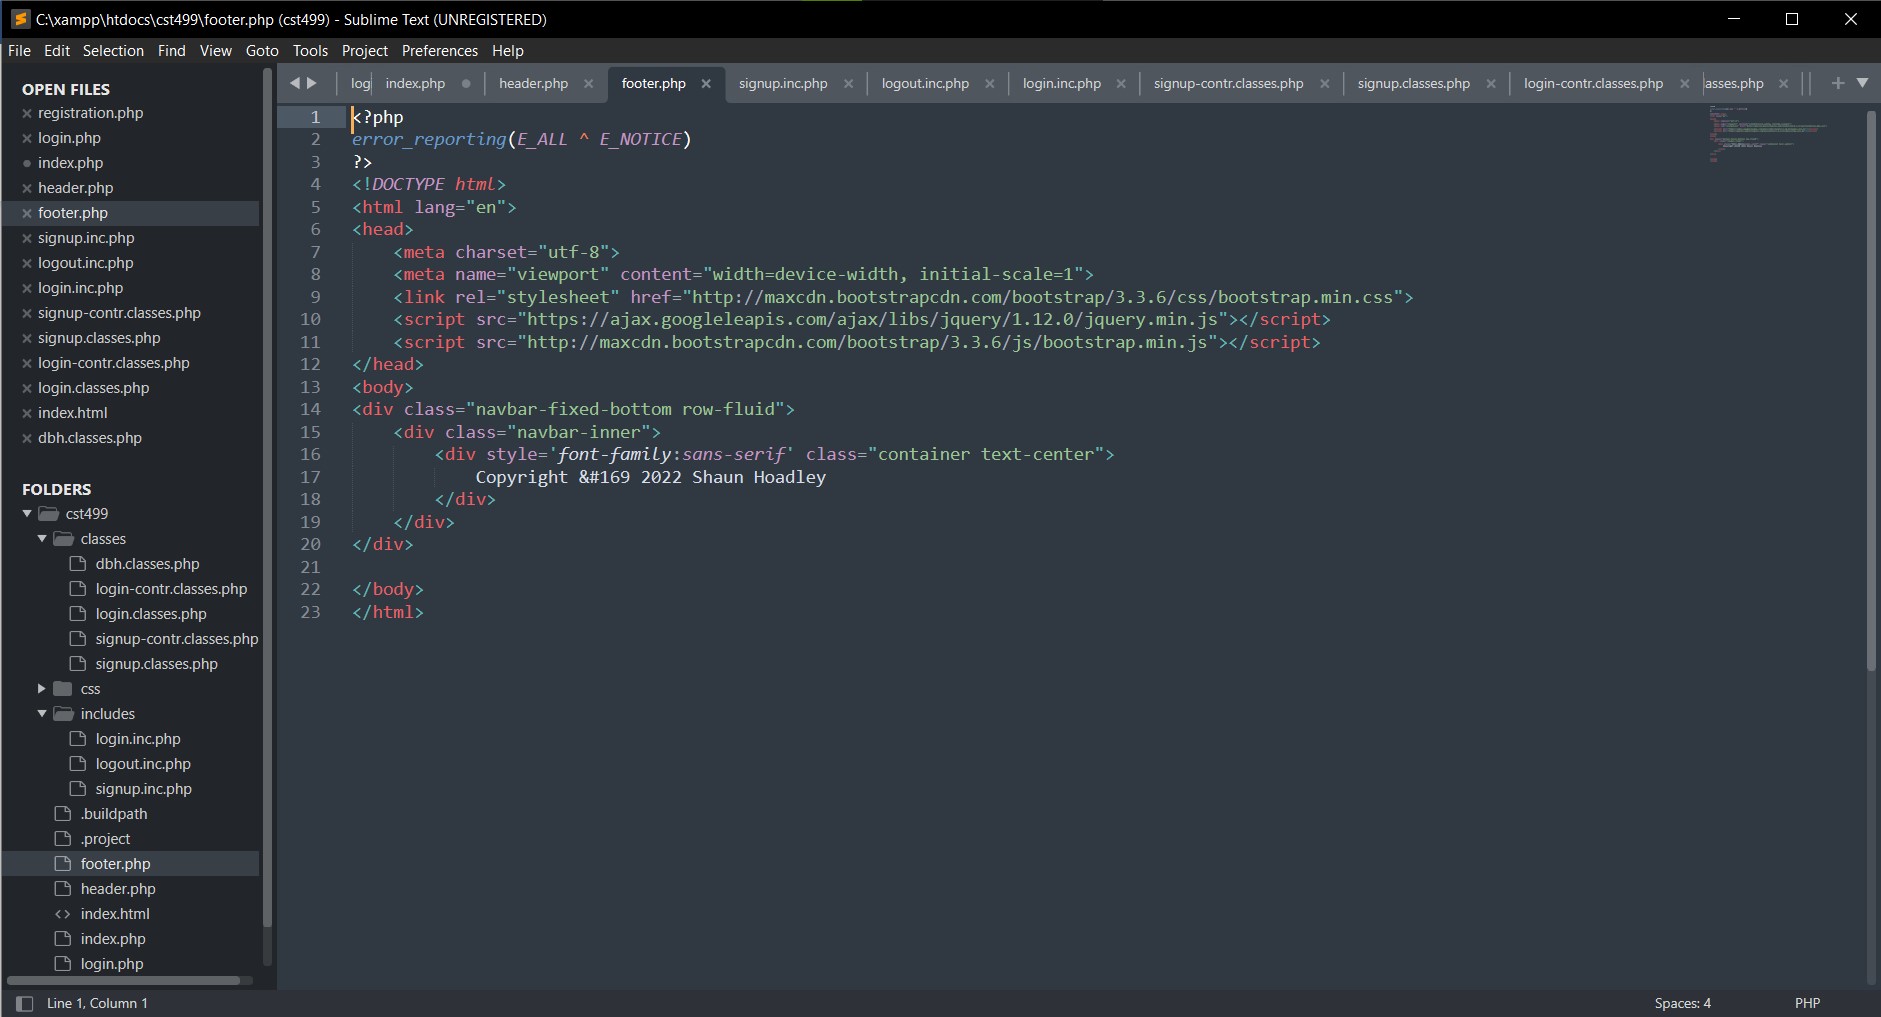 C:\xampp\htdocs\cst499\footer.php (cst499) - Sublime Text (UNREGISTERED)
File Edit Selection Find View Goto Tools Project Preferences Help
OPEN FILES
registration.php
login.php
index.php
header.php
footer.php
signup.inc.php
logout.inc.php
login.inc.php
signup-contr.classes.php
signup.classes.php
login-contr.classes.php
login.classes.php
index.html
dbh.classes.php
FOLDERS
cst499
classes
dbh.classes.php
login-contr.classes.php
login.classes.php
signup-contr.classes.php
signup.classes.php
css
includes
login.inc.php
logout.inc.php
signup.inc.php
.buildpath
.project
footer.php
header.php
index.html
index.php
login.php
log index.php header.php footer.php signup.inc.php logout.inc.php login.inc.php signup-contr.classes.php signup.classes.php login-contr.classes.php asses.php
1 <?php
2 error_reporting(E_ALL ^ E_NOTICE)
3 ?>
4 <!DOCTYPE html>
5 <html lang="en">
6 <head>
7 <meta charset="utf-8">
8 <meta name="viewport" content="width=device-width, initial-scale=1">
9 <link rel="stylesheet" href="http://maxcdn.bootstrapcdn.com/bootstrap/3.3.6/css/bootstrap.min.css">
10 <script src="https://ajax.googleleapis.com/ajax/libs/jquery/1.12.0/jquery.min.js"></script>
11 <script src="http://maxcdn.bootstrapcdn.com/bootstrap/3.3.6/js/bootstrap.min.js"></script>
12 </head>
13 <body>
14 <div class="navbar-fixed-bottom row-fluid">
15 <div class="navbar-inner">
16 <div style='font-family:sans-serif' class="container text-center">
17 Copyright &#169 2022 Shaun Hoadley
18 </div>
19 </div>
20 </div>
21
22 </body>
23 </html>
Line 1, Column 1 Spaces: 4 PHP